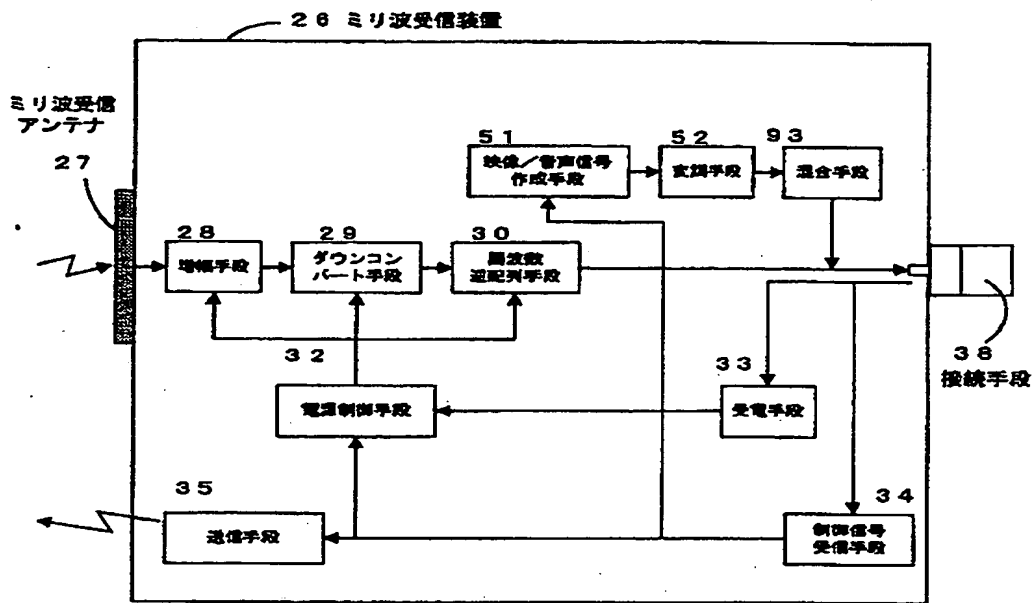 26 ミリ波受信装置
ミリ波受信
アンテナ
27
51
映像/音声信号
作成手段
52
変調手段
93
混合手段
28
増幅手段
29
ダウンコン
バート手段
30
周波数
逆配列手段
38
接続手段
32
電源制御手段
33
受電手段
35
送信手段
34
制御信号
受信手段